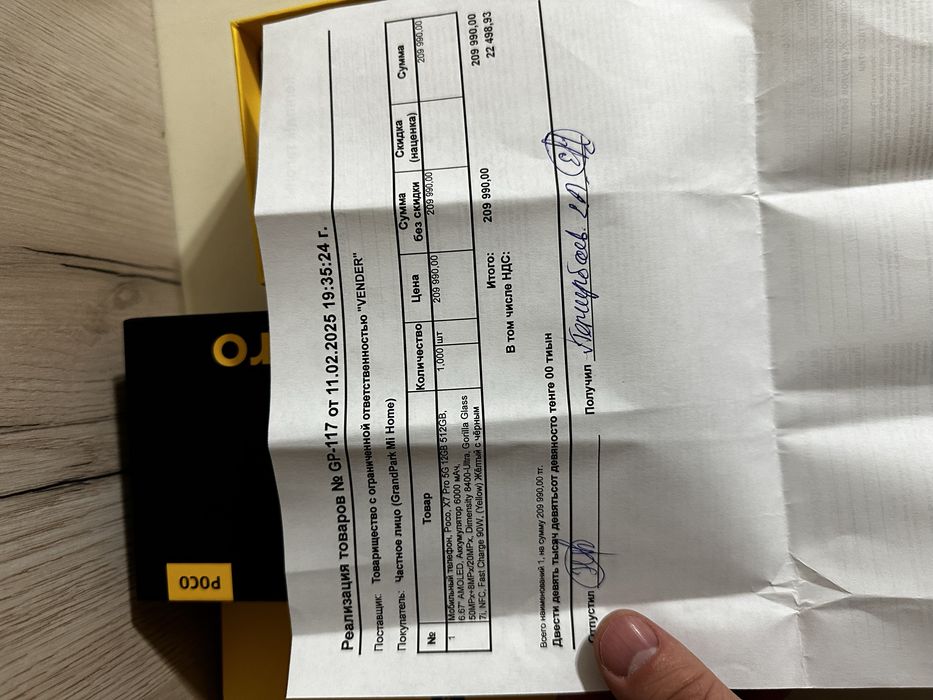 Реализация товаров № GP-117 от 11.02.2025 19:35:24 г.
Поставщик: Товарищество с ограниченной ответственностью "VENDER"
Покупатель: Частное лицо (GrandPark Mi Home)
№ Товар Количество Цена Сумма без скидки Скидка (наценка) Сумма
1 Мобильный телефон, Poco, X7 Pro 5G 12GB 512GB, 1,000 шт 209 990,00 209 990,00 209 990,00
6.67" AMOLED, Аккумулятор 6000 мАч,
50MPx+8MPx/20MPx, Dimensity 8400-Ultra, Gorilla Glass
7i, NFC, Fast Charge 90W, (Yellow) Жёлтый с чёрным
Итого: 209 990,00 209 990,00
В том числе НДС: 22 498,93
Всего наименований 1, на сумму 209 990,00 тг.
Двести девять тысяч девятьсот девяносто тенге 00 тиын
Отпустил Получил
POCO
ro